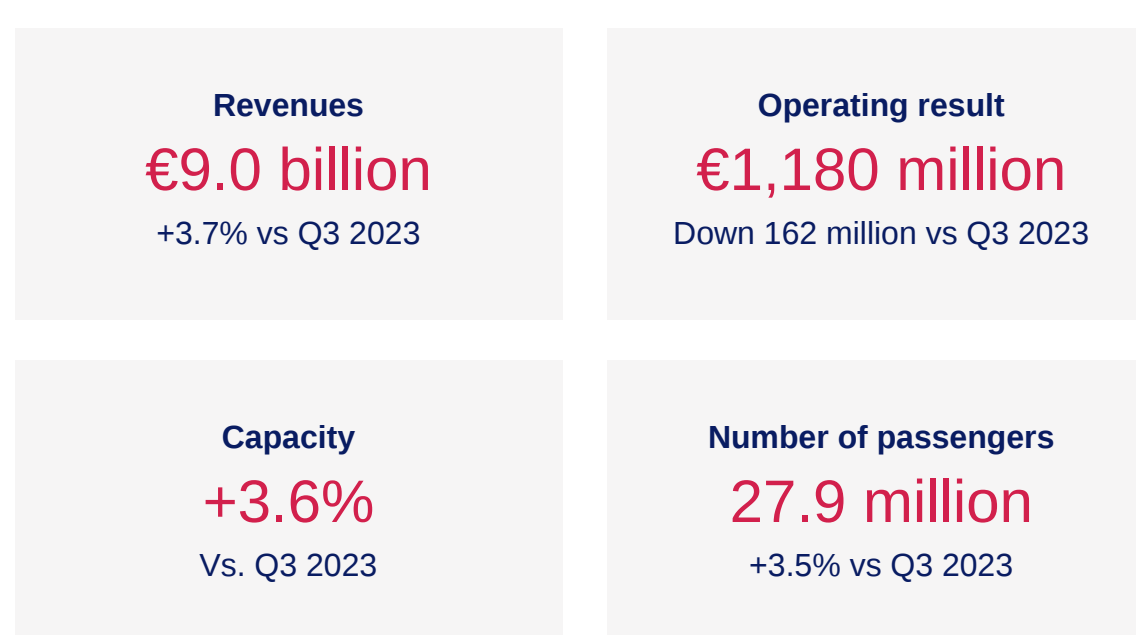 Revenues
€9.0 billion
+3.7% vs Q3 2023
Operating result
€1,180 million
Down 162 million vs Q3 2023
Capacity
+3.6%
Vs. Q3 2023
Number of passengers
27.9 million
+3.5% vs Q3 2023